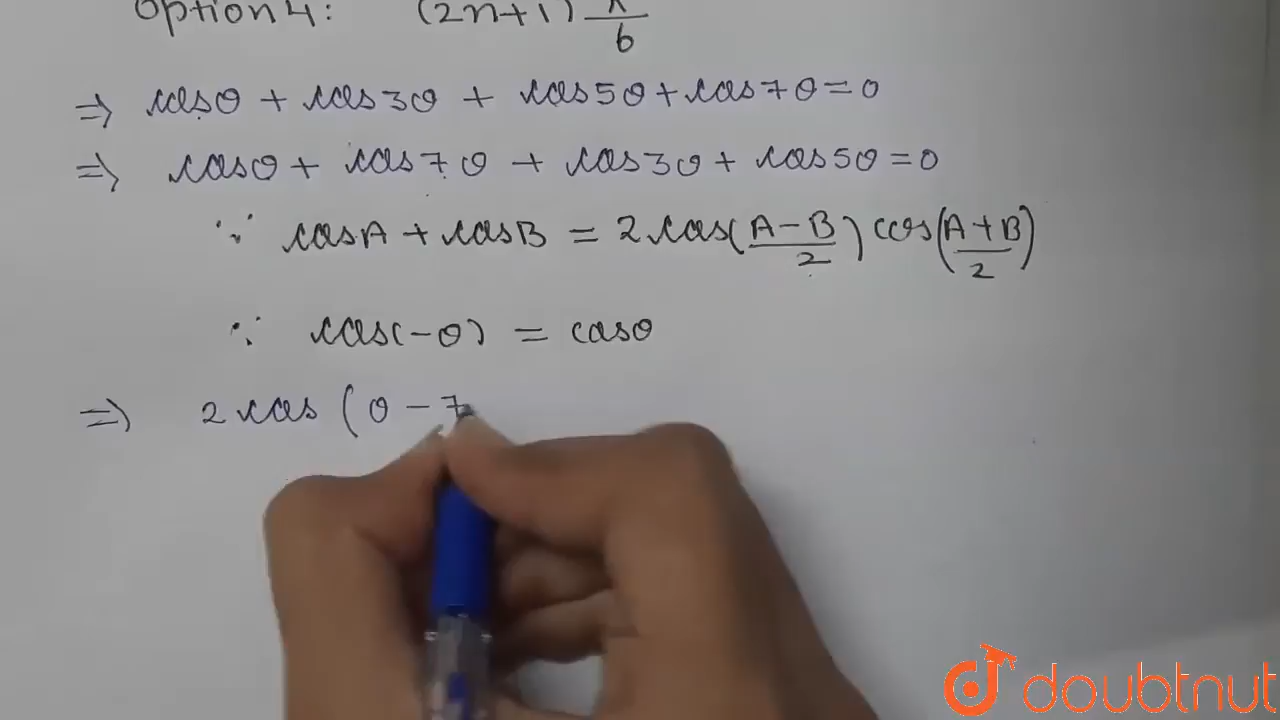 Option 4: (2n+1) π/6
⇒ cosθ + cos3θ + cos5θ + cos7θ = 0
⇒ cosθ + cos7θ + cos3θ + cos5θ = 0
∵ cosA + cosB = 2cos(A-B/2) cos(A+B/2)
∵ cos(-θ) = cosθ
⇒ 2cos (θ - 7
doubtnut